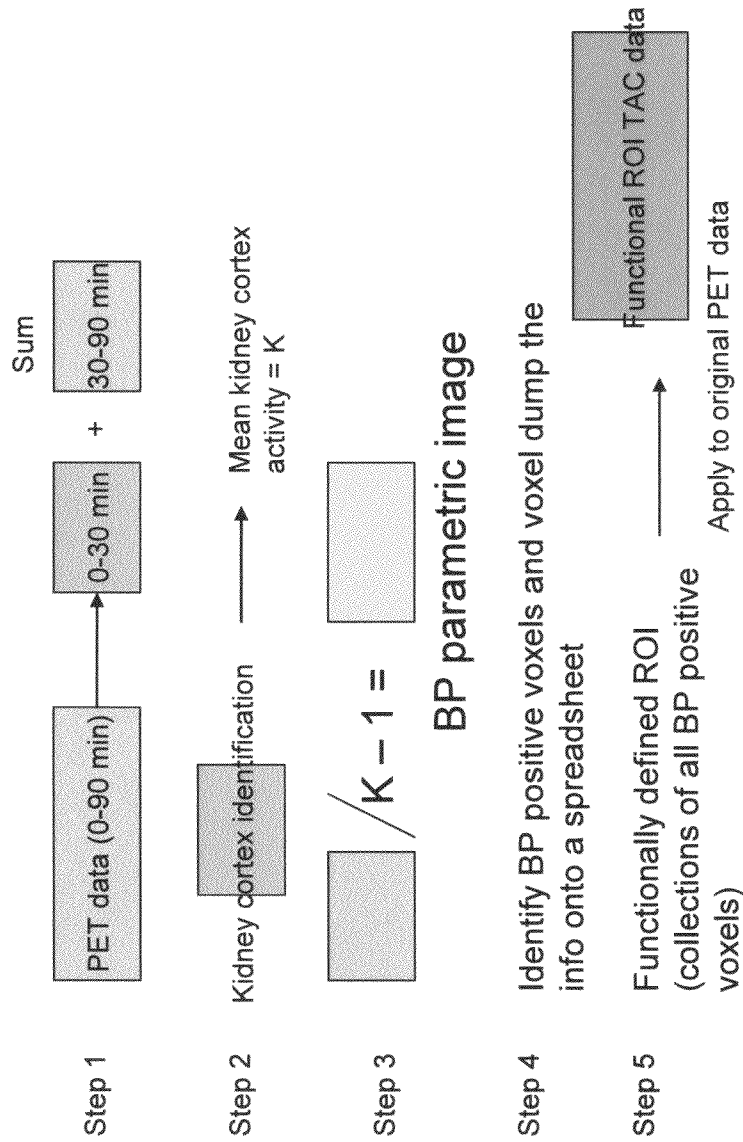 Step 1
PET data (0-90 min)
0-30 min
+
Sum
30-90 min
Step 2
Kidney cortex identification
Mean kidney cortex
activity = K
Step 3
/ K – 1 =
BP parametric image
Step 4
Identify BP positive voxels and voxel dump the
info onto a spreadsheet
Step 5
Functionally defined ROI
(collections of all BP positive
voxels)
Apply to original PET data
Functional ROI TAC data